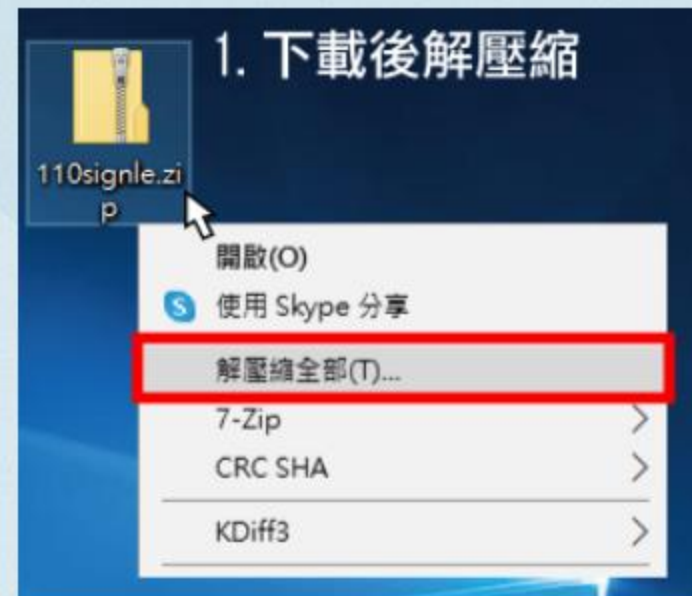 1. 下載後解壓縮
110signle.zi
p
開啟(O)
使用 Skype 分享
解壓縮全部(T)...
7-Zip
CRC SHA
KDiff3